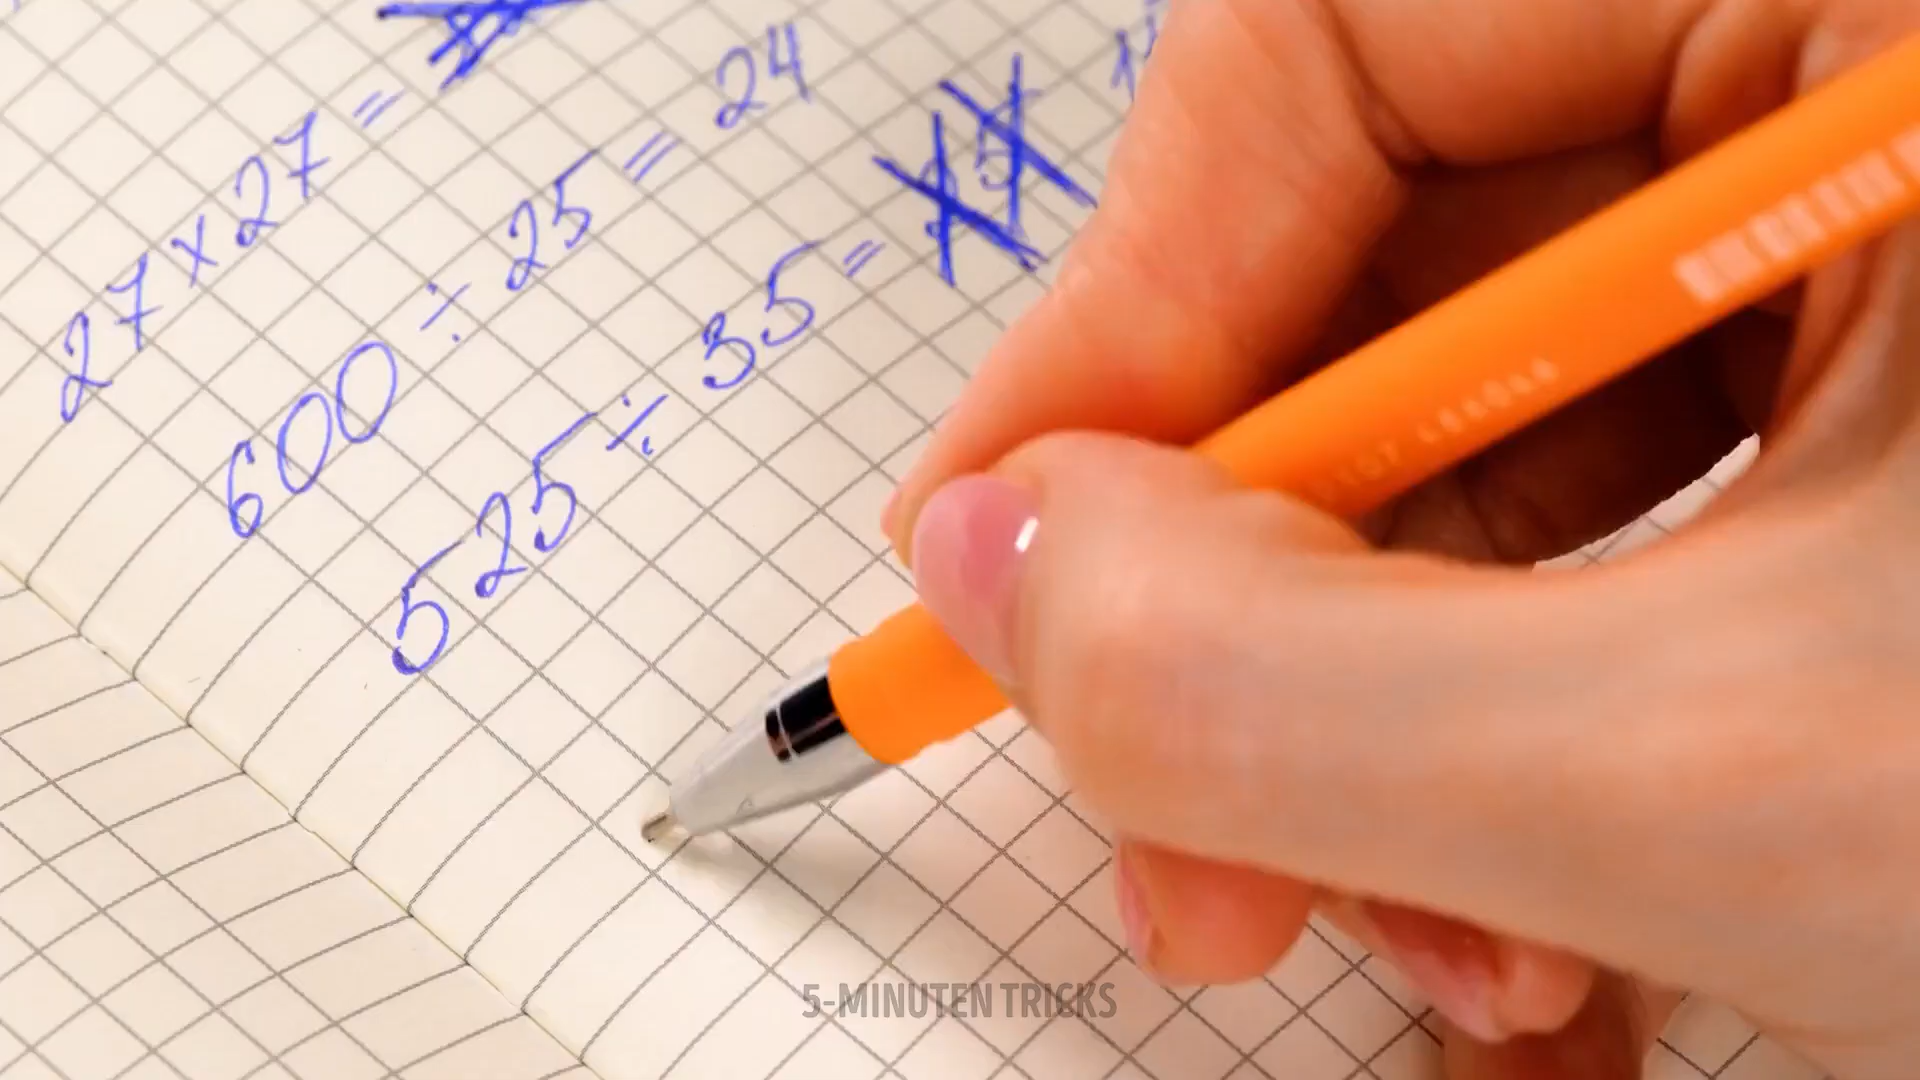 27 x 27 =
600 ÷ 25 = 24
525 ÷ 35 =
5-MINUTEN TRICKS